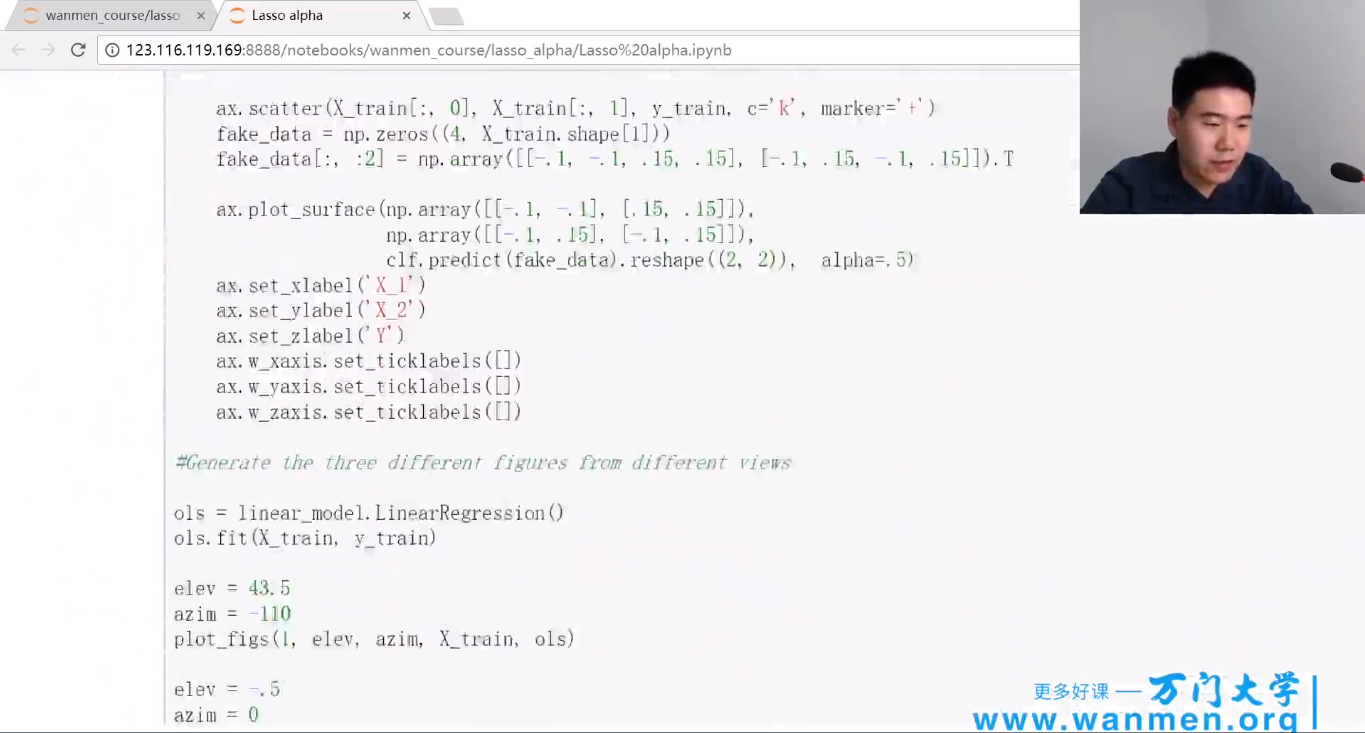 wanmen_course/lasso
Lasso alpha
123.116.119.169:8888/notebooks/wanmen_course/lasso_alpha/Lasso%20alpha.ipynb
ax.scatter(X_train[:, 0], X_train[:, 1], y_train, c='k', marker='+')
fake_data = np.zeros((4, X_train.shape[1]))
fake_data[:, :2] = np.array([[-.1, -.1, .15, .15], [-.1, .15, -.1, .15]]).T
ax.plot_surface(np.array([[-.1, -.1], [.15, .15]]),
np.array([[-.1, .15], [-.1, .15]]),
clf.predict(fake_data).reshape((2, 2)), alpha=.5)
ax.set_xlabel('X_1')
ax.set_ylabel('X_2')
ax.set_zlabel('Y')
ax.w_xaxis.set_ticklabels([])
ax.w_yaxis.set_ticklabels([])
ax.w_zaxis.set_ticklabels([])
#Generate the three different figures from different views
ols = linear_model.LinearRegression()
ols.fit(X_train, y_train)
elev = 43.5
azim = -110
plot_figs(1, elev, azim, X_train, ols)
elev = -.5
azim = 0
更多好课 — 万门大学
www.wanmen.org